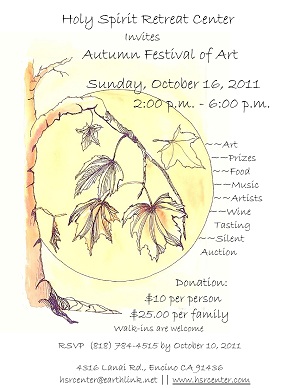 Holy Spirit Retreat Center
Invites
Autumn Festival of Art
Sunday, October 16, 2011
2:00 p.m. - 6:00 p.m.
~~Art
~~Prizes
~~Food
~~Music
~~Artists
~~Wine
Tasting
~~Silent
Auction
Donation:
$10 per person
$25.00 per family
Walk-ins are welcome
RSVP (818) 784-4515 by October 10, 2011
4316 Lanai Rd., Encino CA 91436
hsrcenter@earthlink.net || www.hsrcenter.com